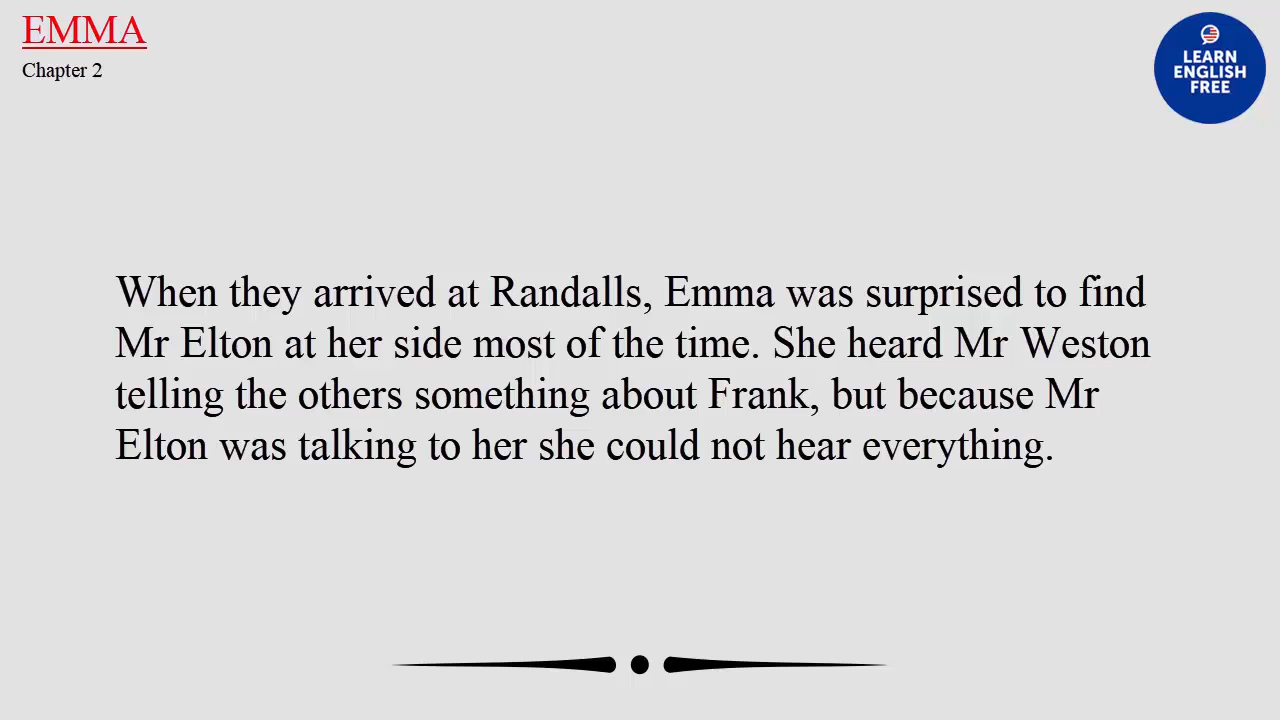 EMMA
Chapter 2
LEARN
ENGLISH
FREE
When they arrived at Randalls, Emma was surprised to find
Mr Elton at her side most of the time. She heard Mr Weston
telling the others something about Frank, but because Mr
Elton was talking to her she could not hear everything.